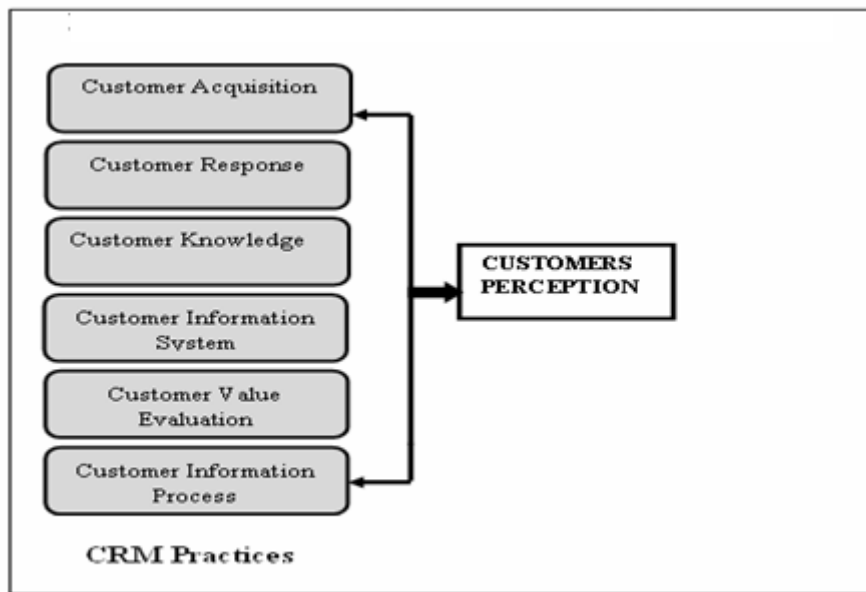 Customer Acquisition
Customer Response
Customer Knowledge
Customer Information
System
Customer Value
Evaluation
Customer Information
Process
CRM Practices
CUSTOMERS
PERCEPTION